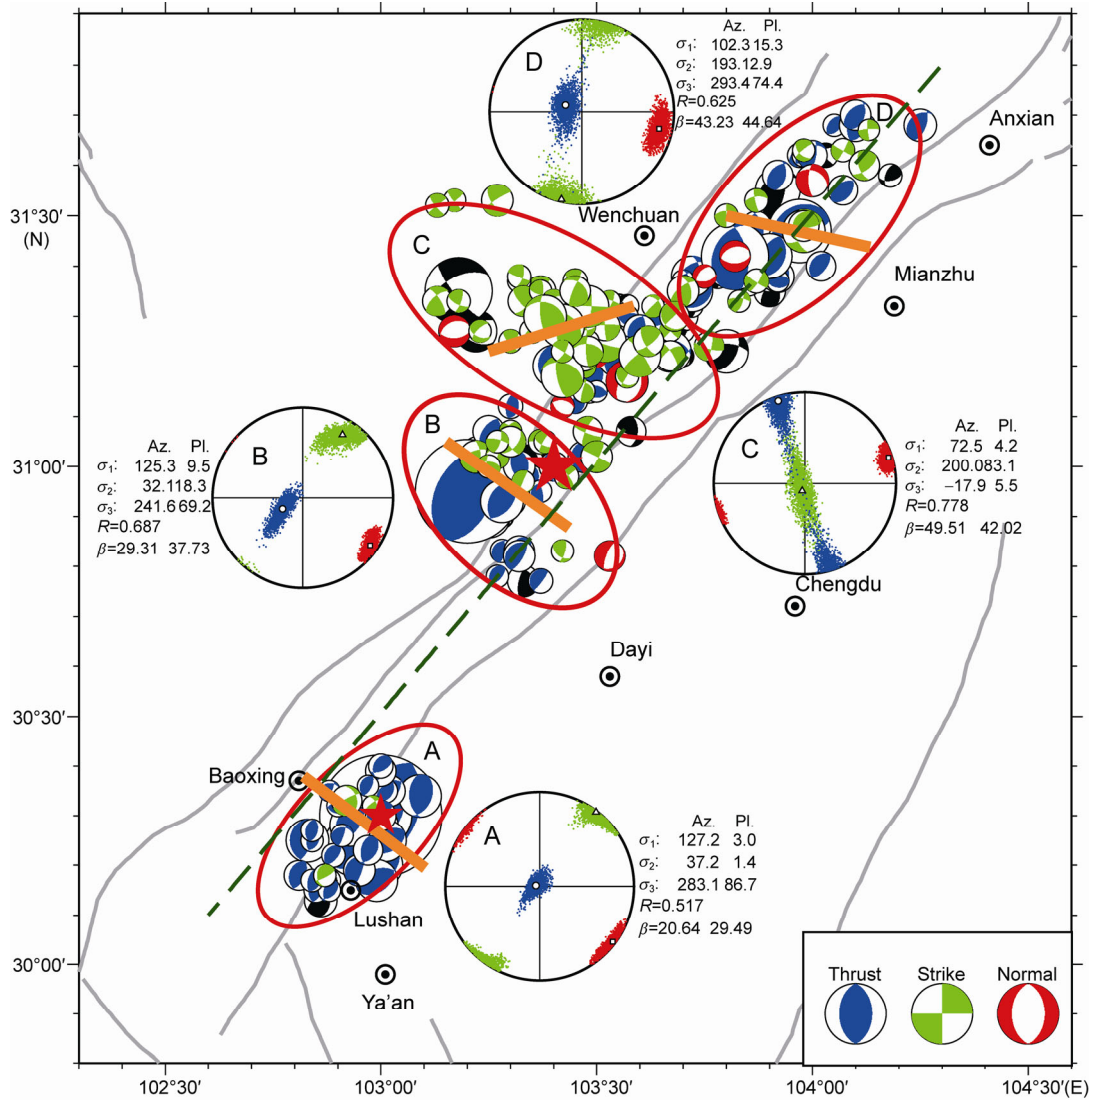 Az. Pl.
D
σ1: 102.3 15.3
σ2: 193.1 2.9
σ3: 293.4 74.4
R=0.625
β=43.23 44.64
D
Anxian
31°30′
(N)
Wenchuan
C
Mianzhu
B
31°00′
Az. Pl.
B
σ1: 125.3 9.5
σ2: 32.1 18.3
σ3: 241.6 69.2
R=0.687
β=29.31 37.73
C
Az. Pl.
σ1: 72.5 4.2
σ2: 200.0 83.1
σ3: −17.9 5.5
R=0.778
β=49.51 42.02
Chengdu
Dayi
30°30′
A
Baoxing
A
Az. Pl.
σ1: 127.2 3.0
σ2: 37.2 1.4
σ3: 283.1 86.7
R=0.517
β=20.64 29.49
Lushan
30°00′
Ya’an
Thrust Strike Normal
102°30′ 103°00′ 103°30′ 104°00′ 104°30′(E)